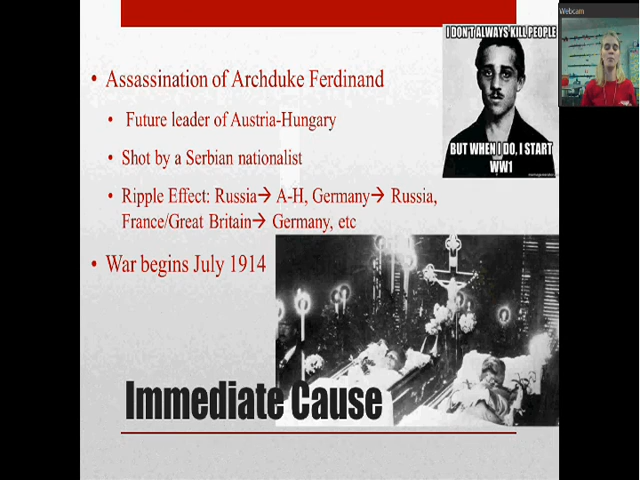 Webcam
I DON'T ALWAYS KILL PEOPLE
BUT WHEN I DO, I START
WW1
• Assassination of Archduke Ferdinand
• Future leader of Austria-Hungary
• Shot by a Serbian nationalist
• Ripple Effect: Russia→ A-H, Germany→ Russia,
France/Great Britain→ Germany, etc
• War begins July 1914
Immediate Cause